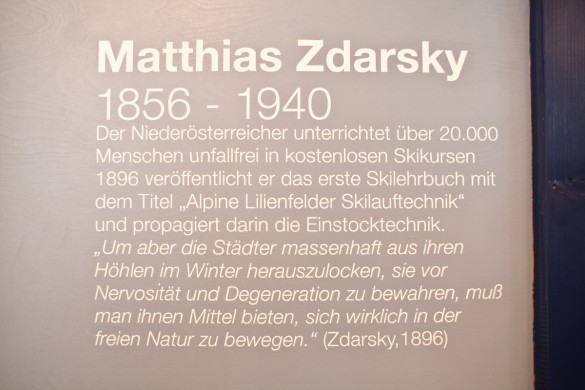 Matthias Zdarsky
1856 - 1940
Der Niederösterreicher unterrichtet über 20.000
Menschen unfallfrei in kostenlosen Skikursen
1896 veröffentlicht er das erste Skilehrbuch mit
dem Titel „Alpine Lilienfelder Skilauftechnik“
und propagiert darin die Einstocktechnik.
„Um aber die Städter massenhaft aus ihren
Höhlen im Winter herauszulocken, sie vor
Nervosität und Degeneration zu bewahren, muß
man ihnen Mittel bieten, sich wirklich in der
freien Natur zu bewegen.“ (Zdarsky,1896)